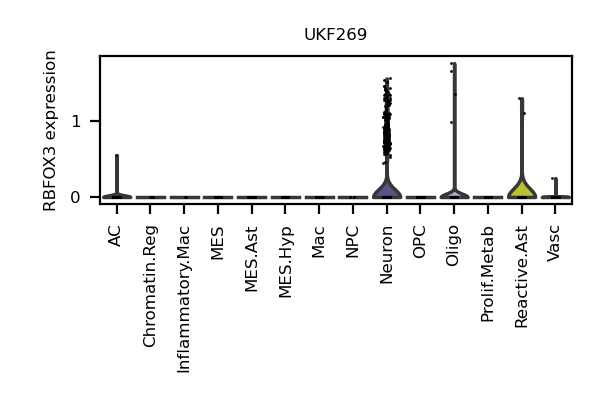 UKF269
RBFOX3 expression
1
0
AC
Chromatin.Reg
Inflammatory.Mac
MES
MES.Ast
MES.Hyp
Mac
NPC
Neuron
OPC
Oligo
Prolif.Metab
Reactive.Ast
Vasc